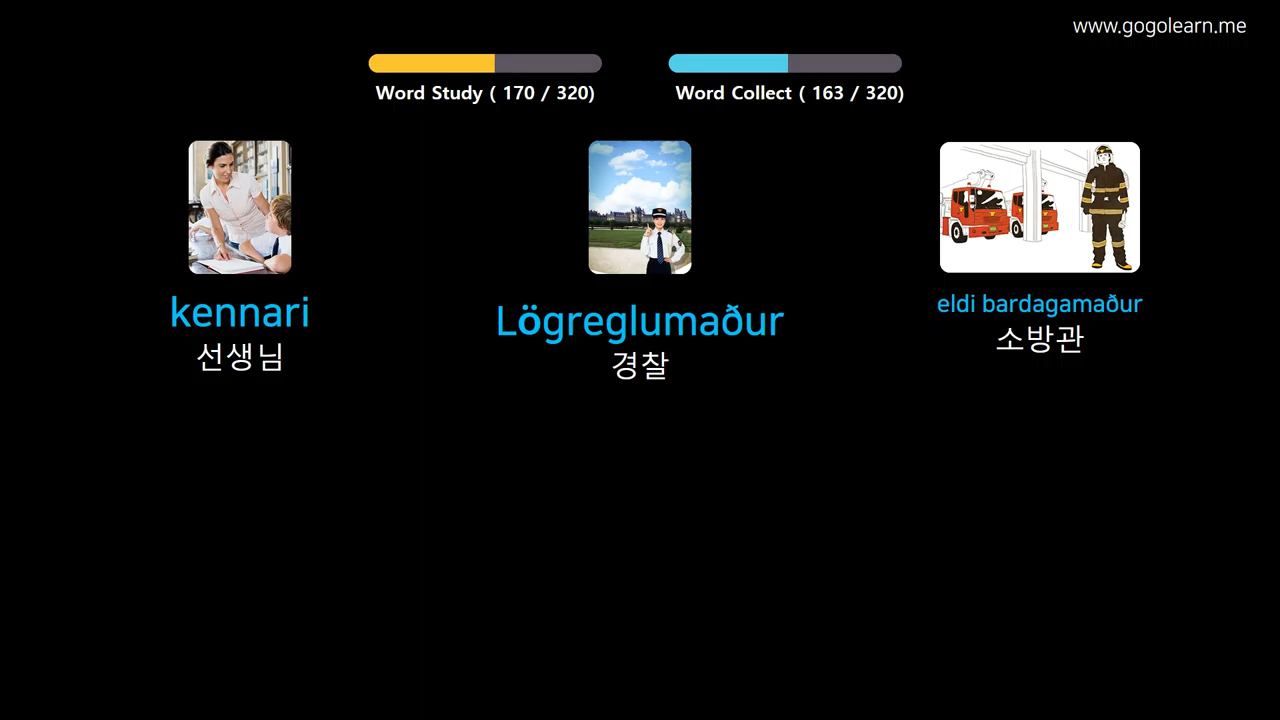 www.gogolearn.me
Word Study ( 170 / 320)
Word Collect ( 163 / 320)
kennari
선생님
Lögreglumaður
경찰
eldi bardagamaður
소방관